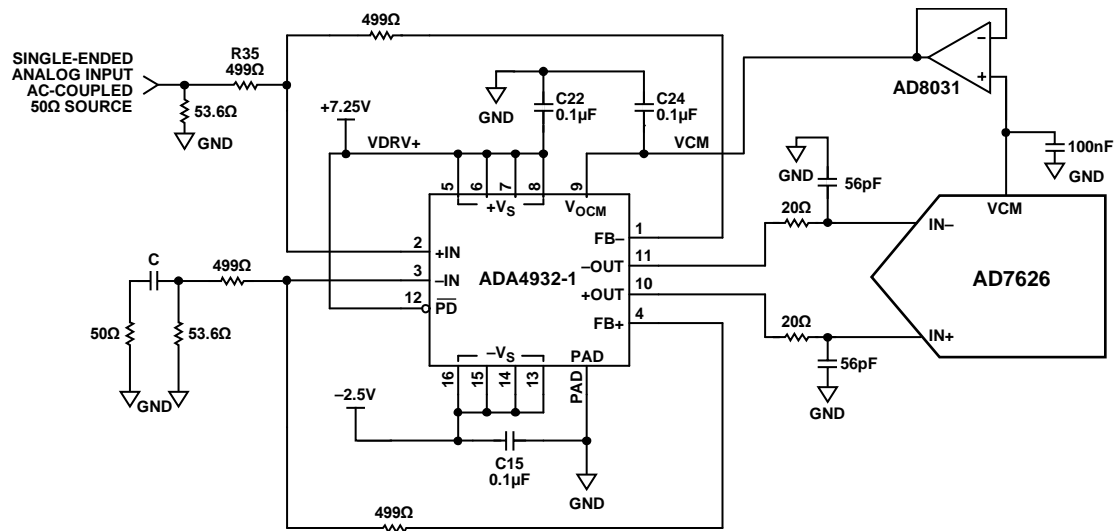 499Ω
SINGLE-ENDED
ANALOG INPUT
AC-COUPLED
50Ω SOURCE
R35
499Ω
53.6Ω
GND
+7.25V
VDRV+
GND
C22
0.1µF
C24
0.1µF
VCM
AD8031
–
+
100nF
GND
GND
56pF
5
6
7
8
9
+VS
VOCM
VCM
20Ω
IN–
1
FB–
2
+IN
11
–OUT
3
–IN
ADA4932-1
AD7626
10
+OUT
12
PD
4
FB+
20Ω
IN+
C
499Ω
50Ω
53.6Ω
GND
–VS
PAD
16
15
14
13
PAD
56pF
GND
–2.5V
C15
0.1µF
GND
499Ω